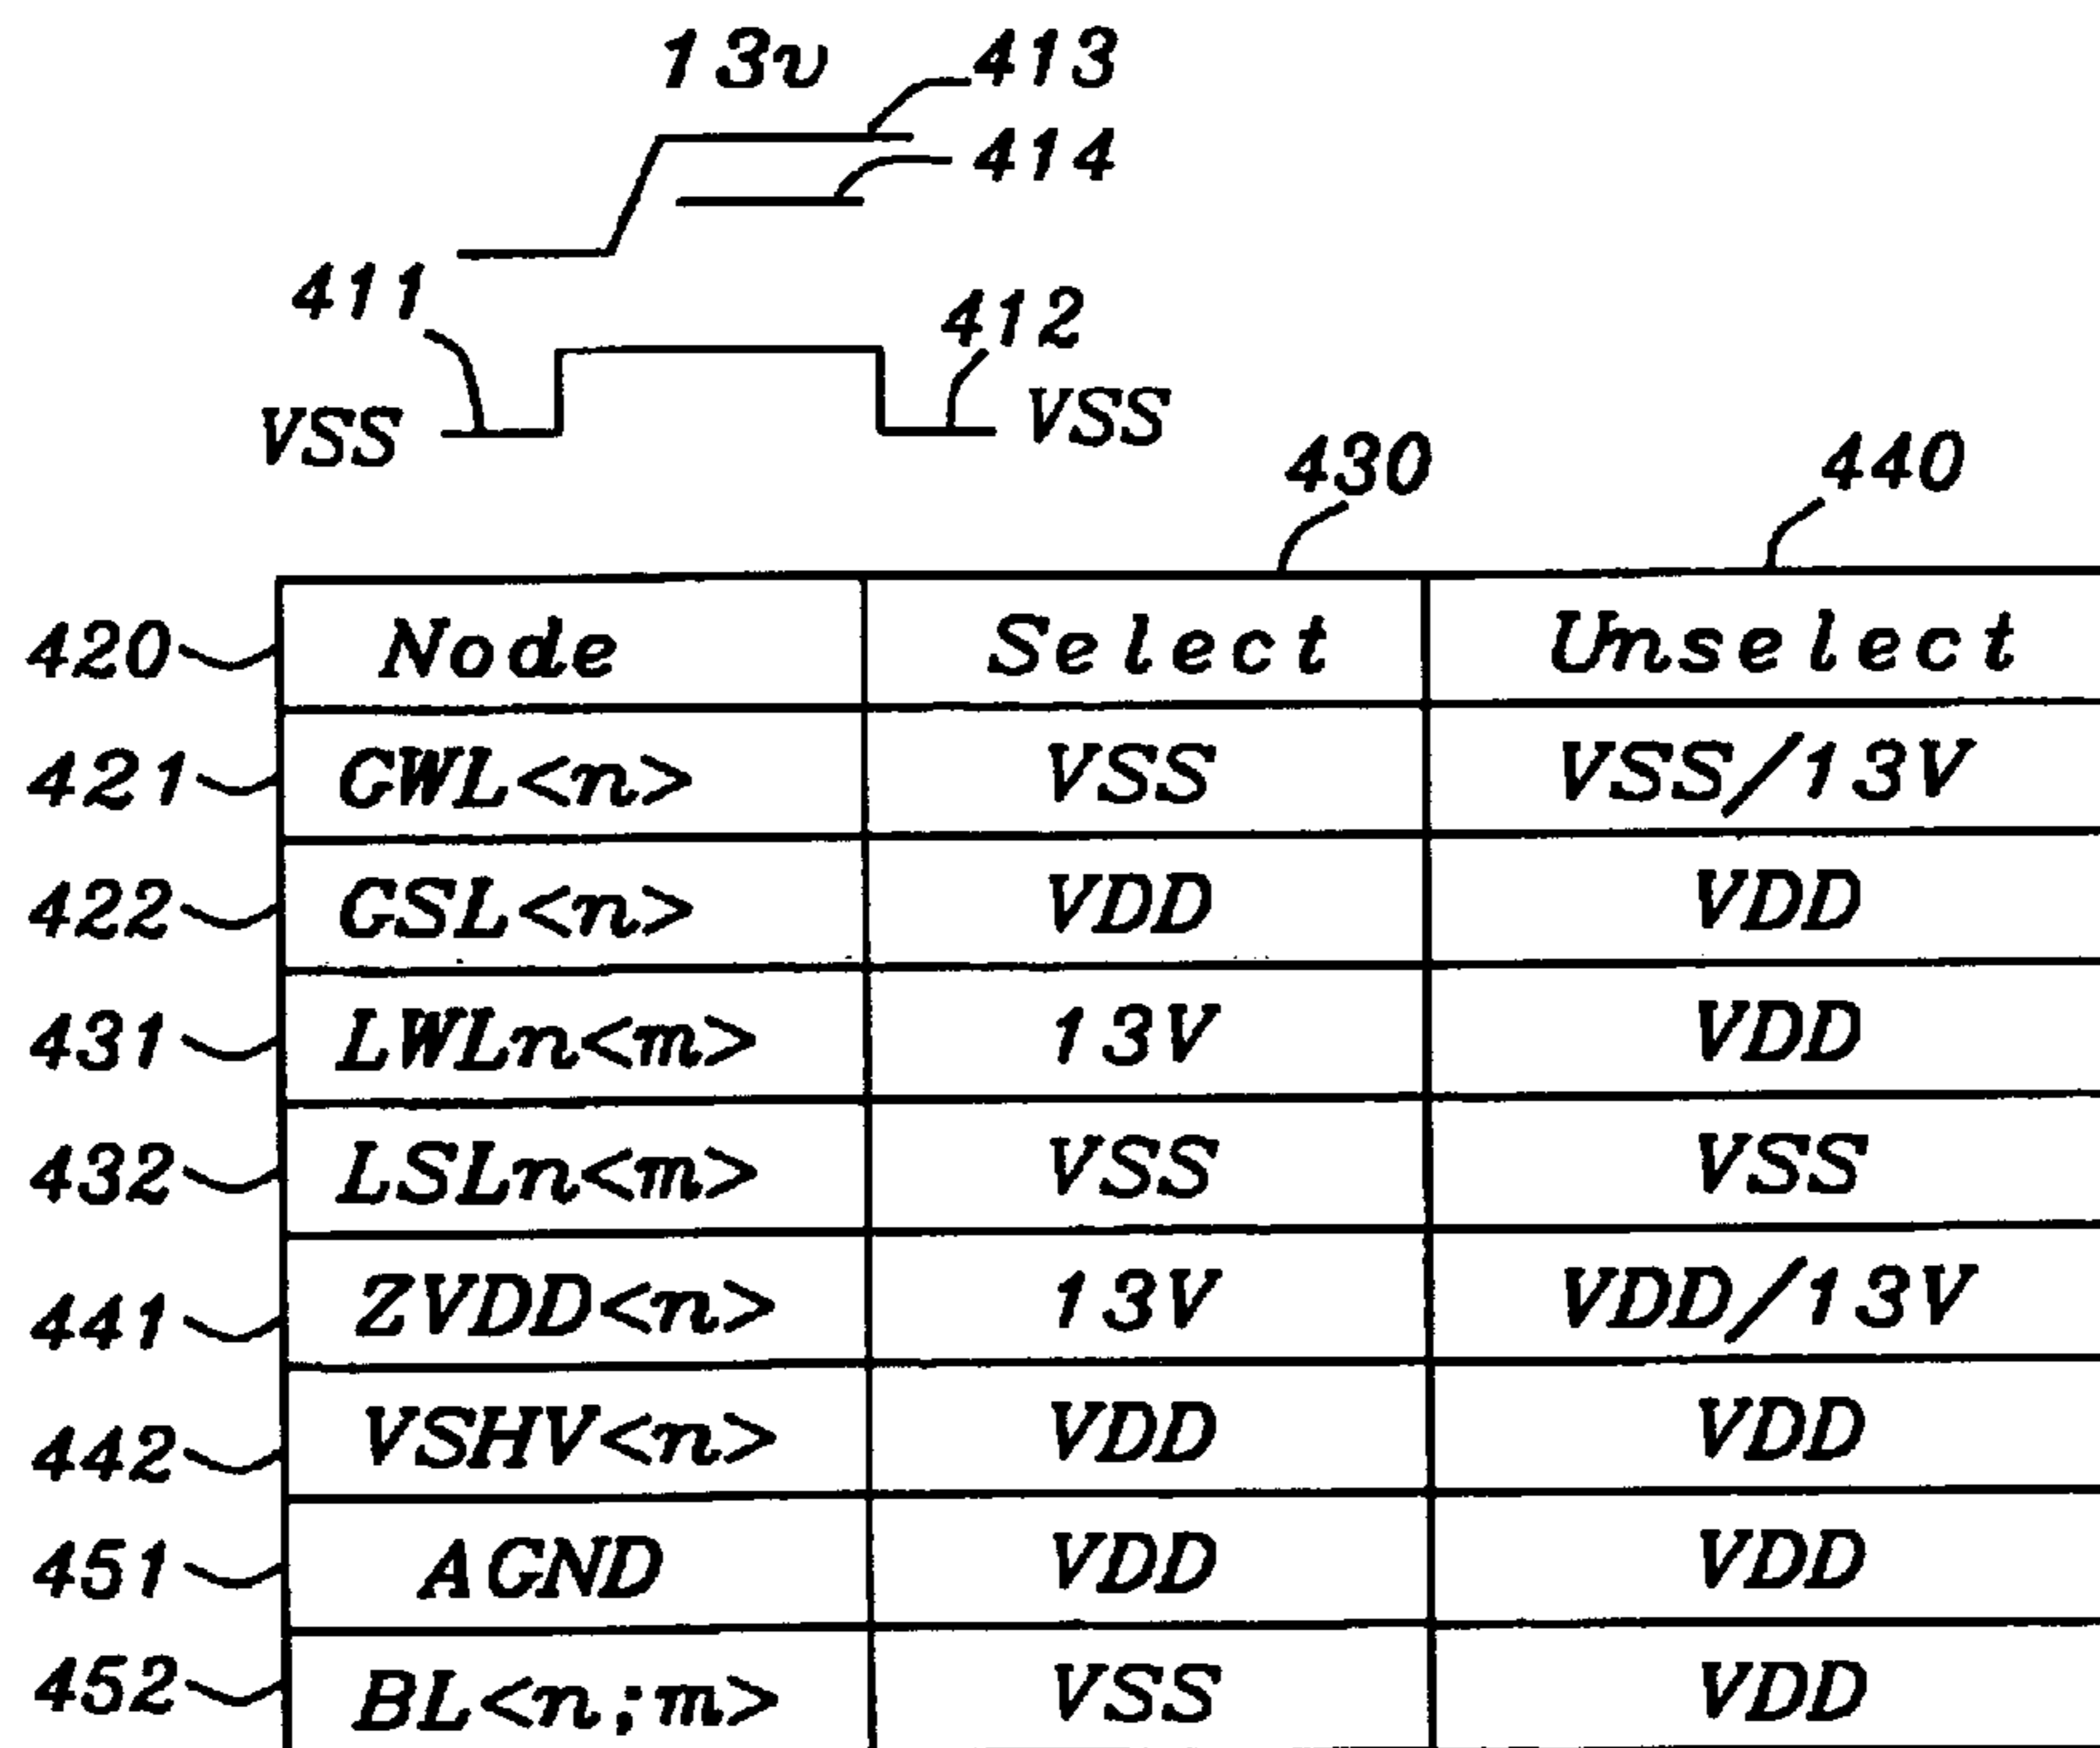 13v 413
414
411
412
VSS VSS
430 440
420 Node Select Unselect
421 GWL<n> VSS VSS/13V
422 GSL<n> VDD VDD
431 LWLn<m> 13V VDD
432 LSLn<m> VSS VSS
441 ZVDD<n> 13V VDD/13V
442 VSHV<n> VDD VDD
451 AGND VDD VDD
452 BL<n;m> VSS VDD